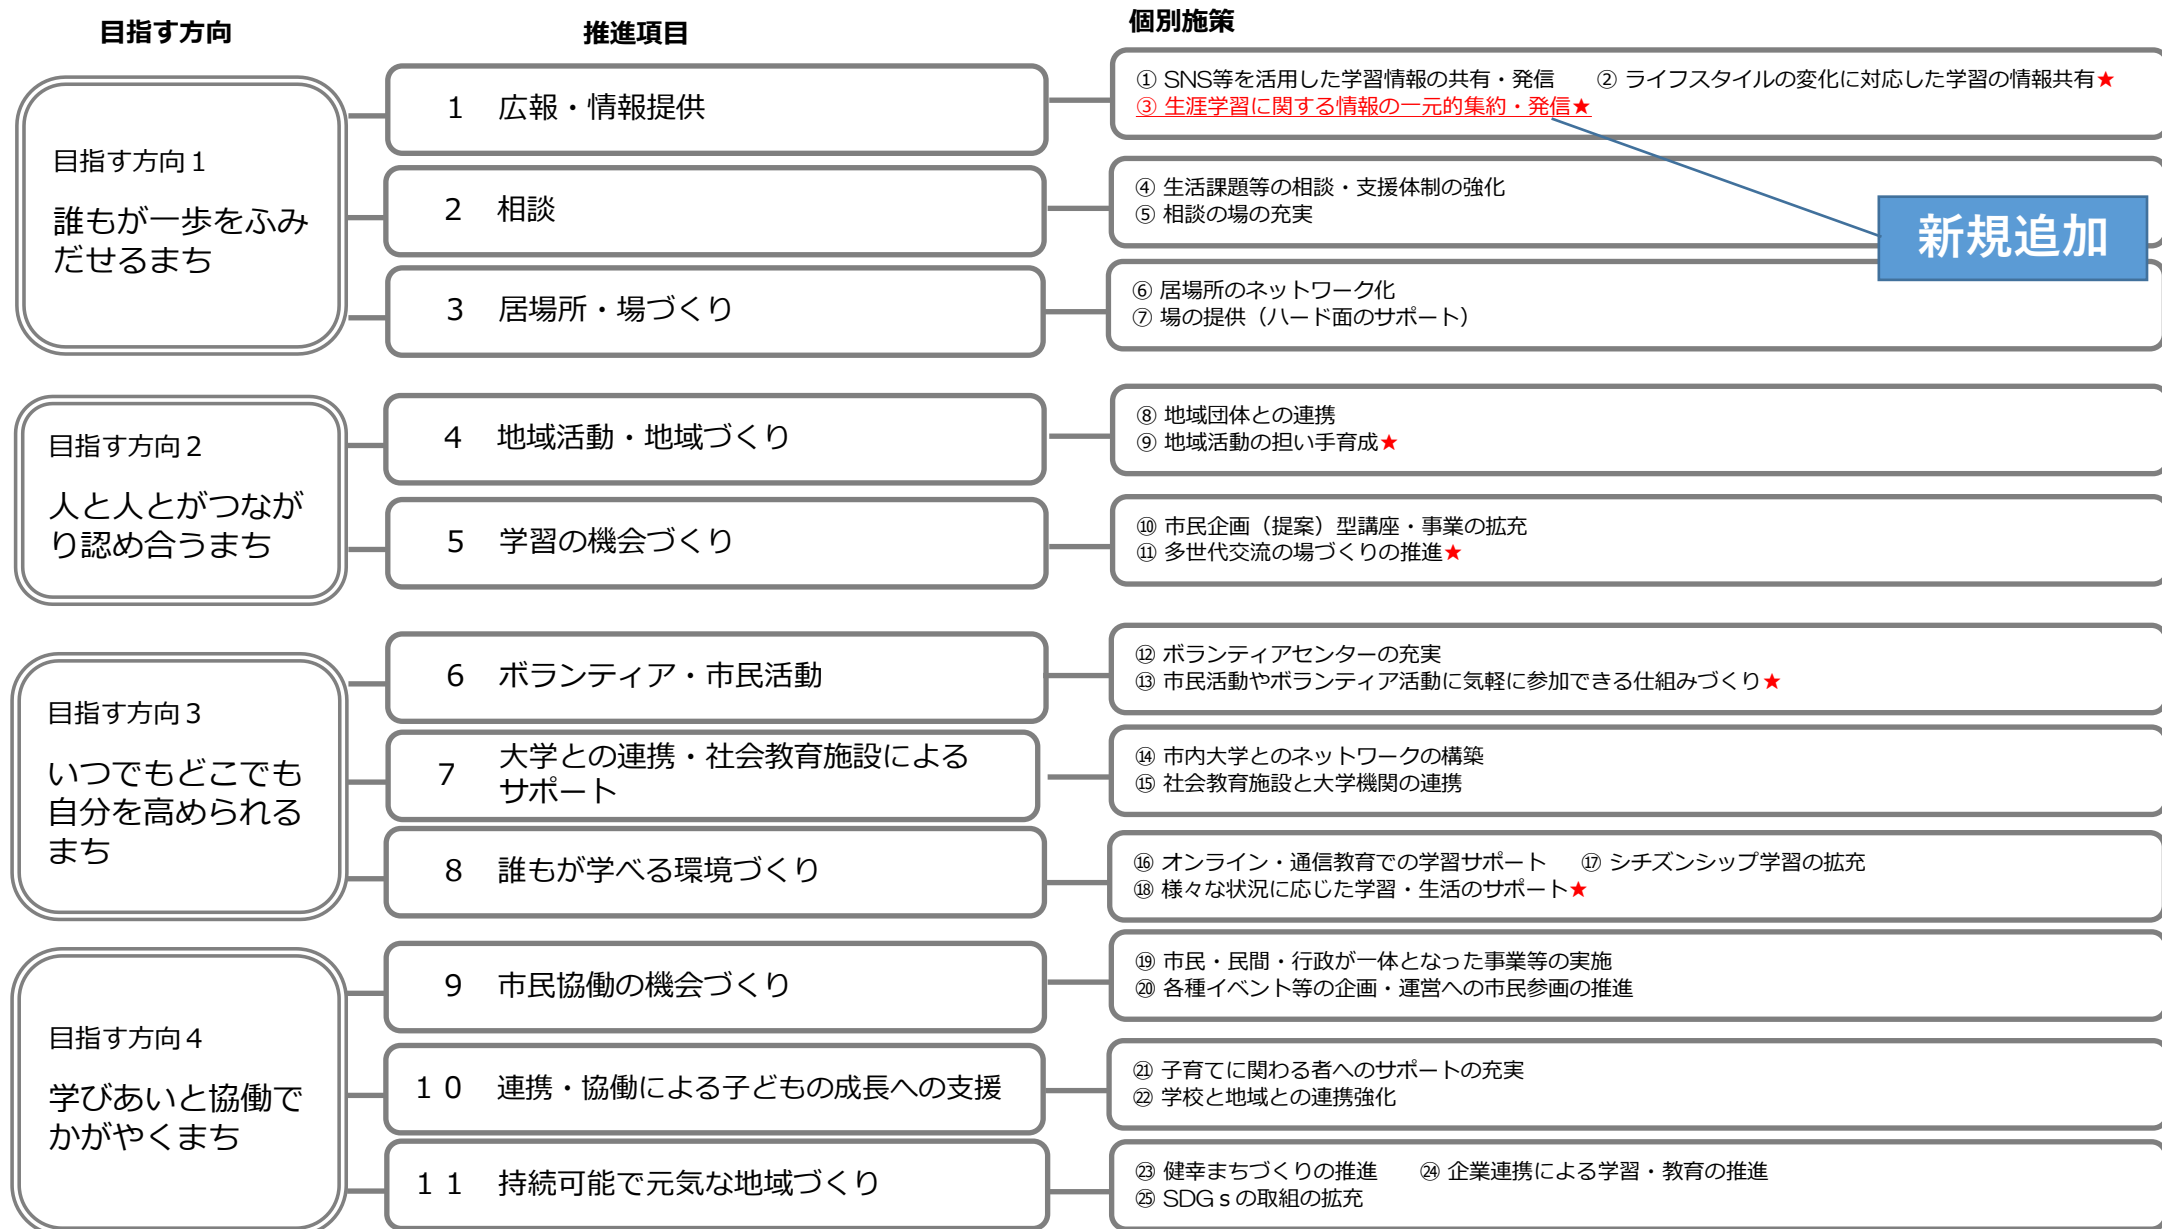 目指す方向
推進項目
個別施策
目指す方向１
誰もが一歩をふみ
だせるまち
１　広報・情報提供
① SNS等を活用した学習情報の共有・発信　　② ライフスタイルの変化に対応した学習の情報共有★
③ 生涯学習に関する情報の一元的集約・発信★
２　相談
④ 生活課題等の相談・支援体制の強化
⑤ 相談の場の充実
新規追加
３　居場所・場づくり
⑥ 居場所のネットワーク化
⑦ 場の提供（ハード面のサポート）
目指す方向２
人と人とがつなが
り認め合うまち
４　地域活動・地域づくり
⑧ 地域団体との連携
⑨ 地域活動の担い手育成★
５　学習の機会づくり
⑩ 市民企画（提案）型講座・事業の拡充
⑪ 多世代交流の場づくりの推進★
目指す方向３
いつでもどこでも
自分を高められる
まち
６　ボランティア・市民活動
⑫ ボランティアセンターの充実
⑬ 市民活動やボランティア活動に気軽に参加できる仕組みづくり★
７　大学との連携・社会教育施設による
サポート
⑭ 市内大学とのネットワークの構築
⑮ 社会教育施設と大学機関の連携
８　誰もが学べる環境づくり
⑯ オンライン・通信教育での学習サポート　　⑰ シチズンシップ学習の拡充
⑱ 様々な状況に応じた学習・生活のサポート★
目指す方向４
学びあいと協働で
かがやくまち
９　市民協働の機会づくり
⑲ 市民・民間・行政が一体となった事業等の実施
⑳ 各種イベント等の企画・運営への市民参画の推進
１０　連携・協働による子どもの成長への支援
㉑ 子育てに関わる者へのサポートの充実
㉒ 学校と地域との連携強化
１１　持続可能で元気な地域づくり
㉓ 健幸まちづくりの推進　　㉔ 企業連携による学習・教育の推進
㉕ SDGｓの取組の拡充